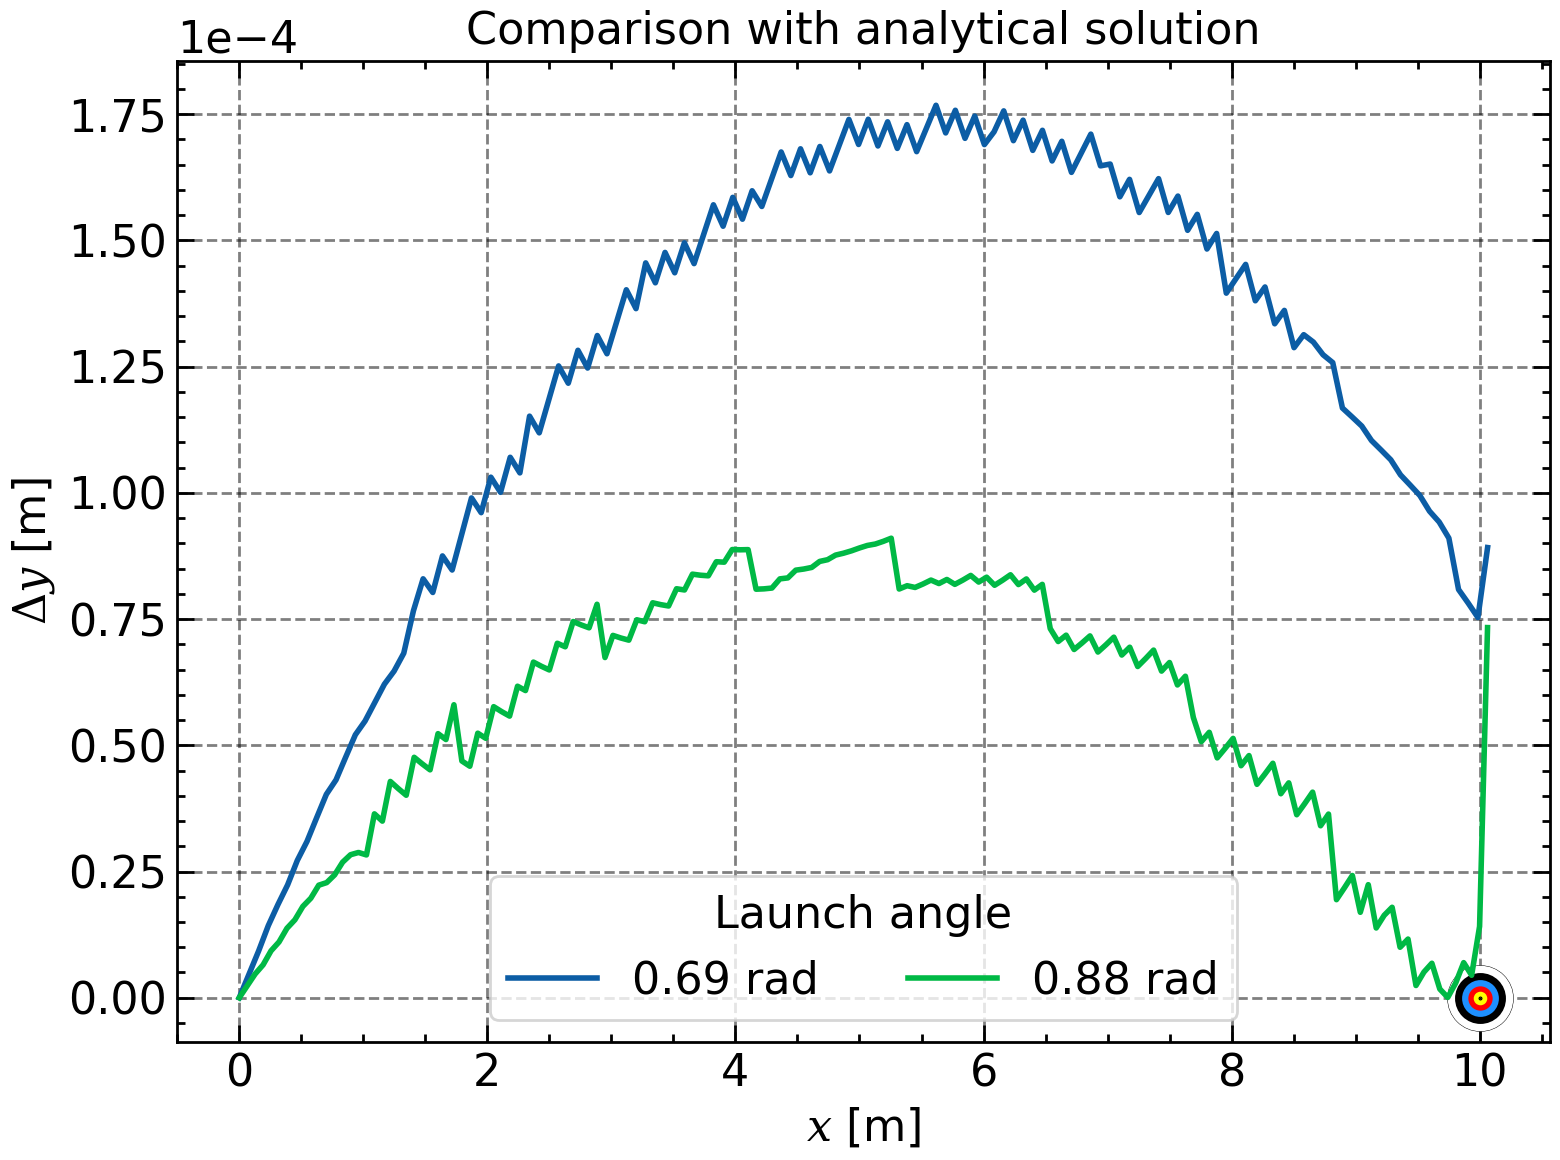 Comparison with analytical solution
1e−4
1.75
1.50
1.25
1.00
0.75
0.50
0.25
0.00
Δy [m]
Launch angle
0.69 rad 0.88 rad
0 2 4 6 8 10
x [m]